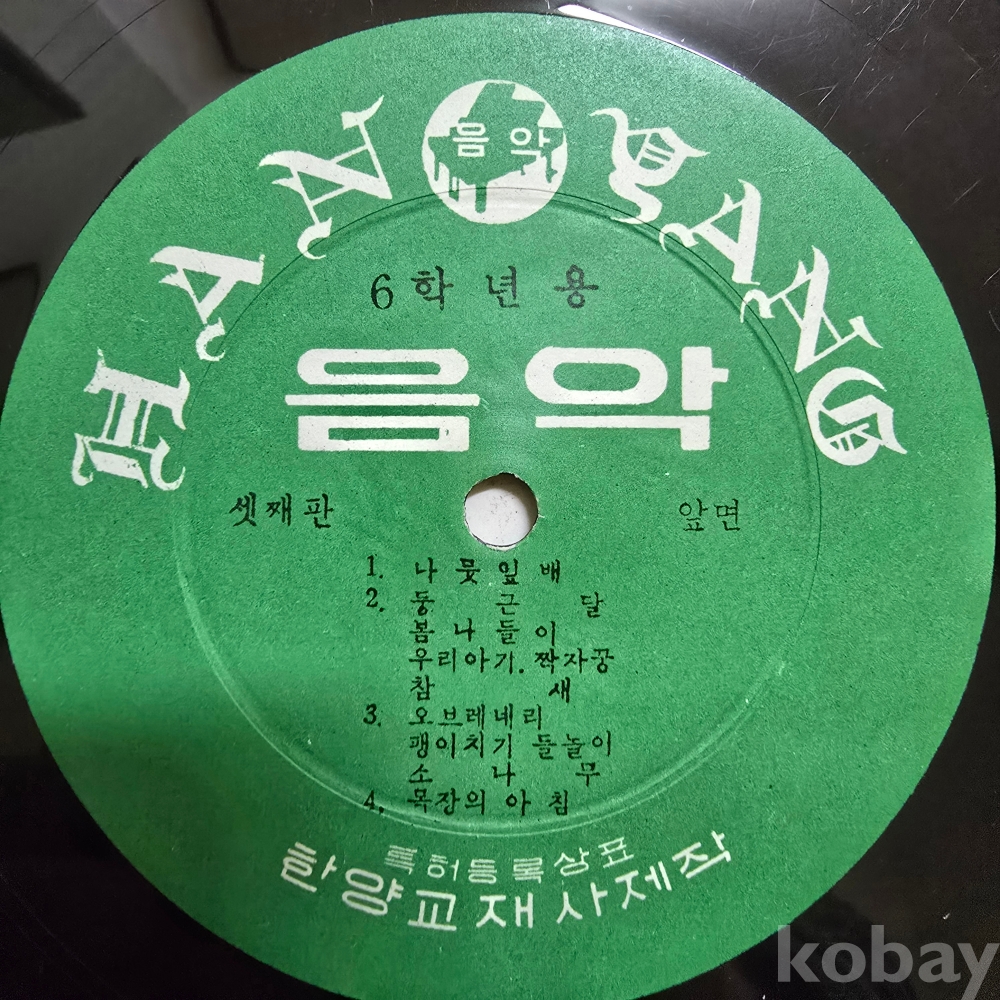 HAN YANG
음악
6학년용
음악
셋째판 앞면
1. 나뭇잎배
2. 둥근달
봄나들이
우리아기. 짝자꿍
참새
3. 오브레네리
팽이치기 들놀이
소나무
4. 목장의 아침
특허등록상표
한양교재사제작
kobay